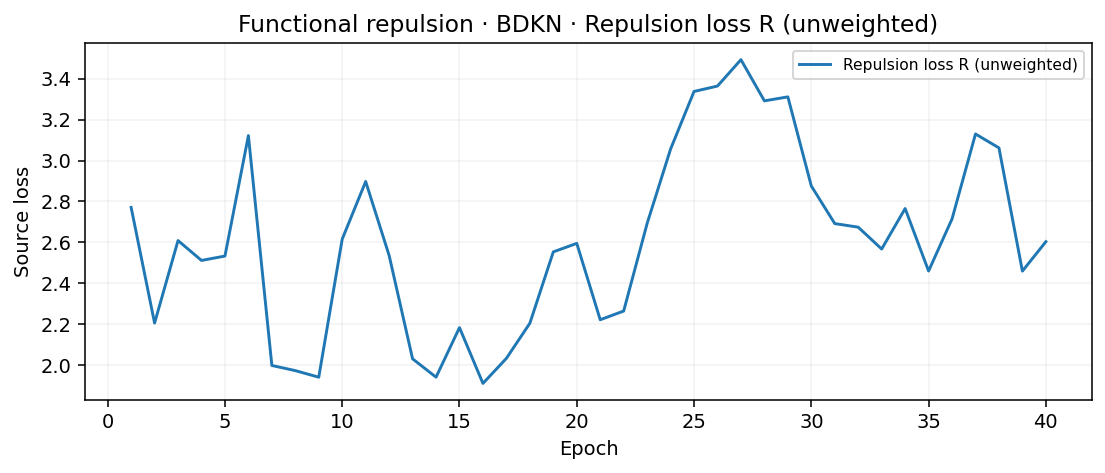 Functional repulsion · BDKN · Repulsion loss R (unweighted)
Repulsion loss R (unweighted)
Source loss
3.4
3.2
3.0
2.8
2.6
2.4
2.2
2.0
0 5 10 15 20 25 30 35 40
Epoch